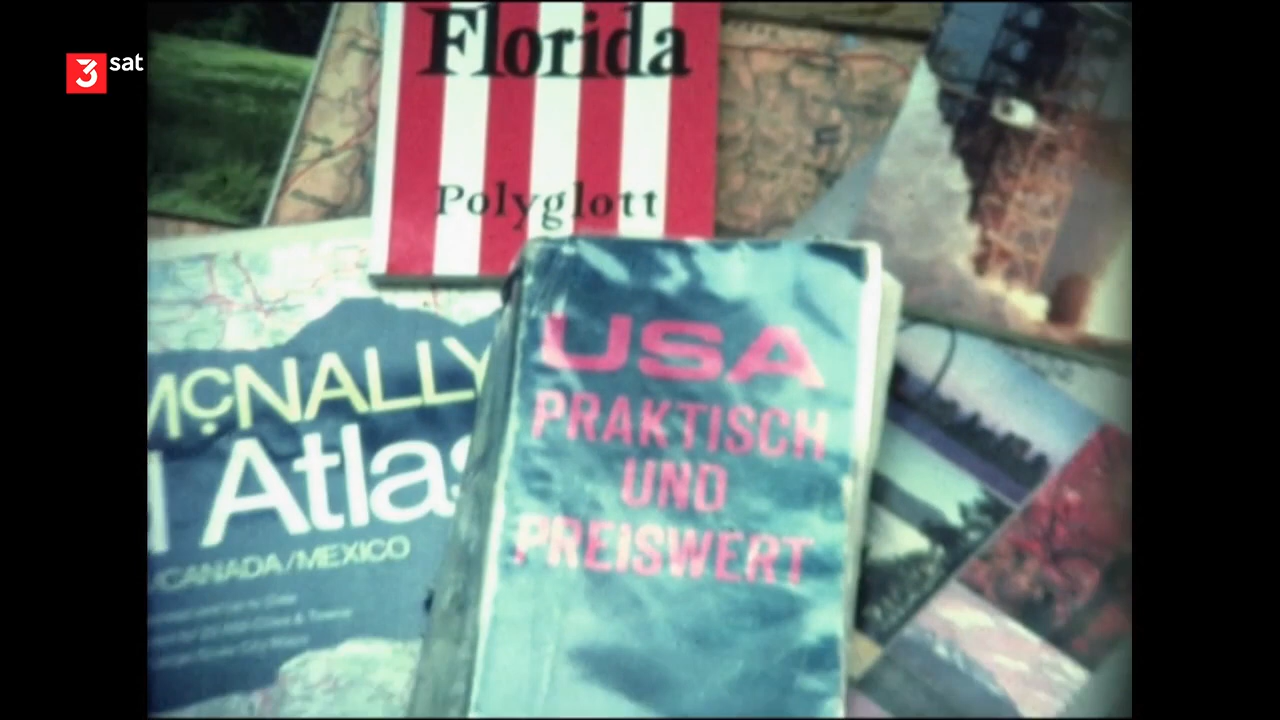 3sat
Florida
Polyglott
McNALLY
Atlas
CANADA/MEXICO
USA
PRAKTISCH
UND
PREISWERT